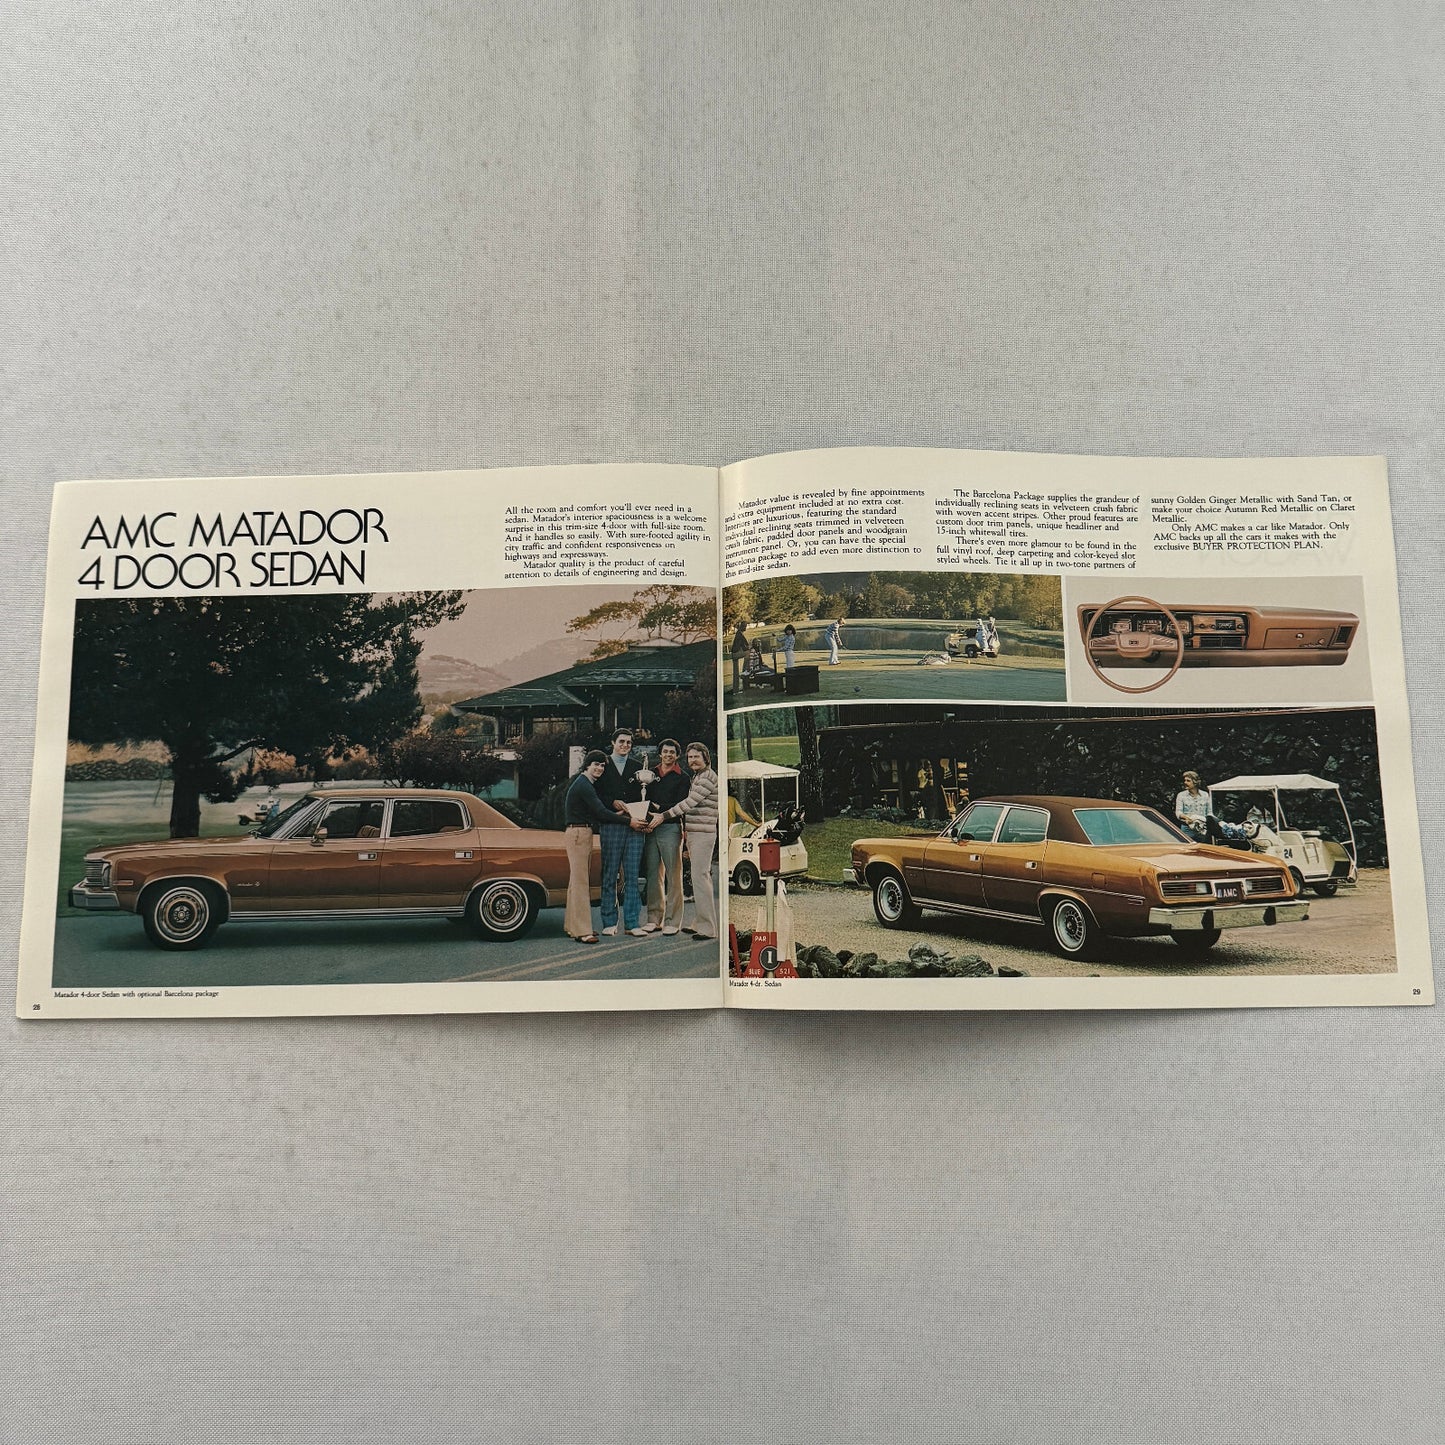 AMC MATADOR
4 DOOR SEDAN
All the room and comfort you'll ever need in a
sedan. Matador's interior spaciousness is a welcome
surprise in this trim-size 4-door with full-size room.
And it handles so easily. With sure-footed agility in
city traffic and confident responsiveness on
highways and expressways.
Matador quality is the product of careful
attention to details of engineering and design.
Matador 4-door Sedan with optional Barcelona package
28
Matador value is revealed by fine appointments
and extra equipment included at no extra cost.
Interiors are luxurious, featuring the standard
individual reclining seats trimmed in velveteen
crush fabric, padded door panels and woodgrain
instrument panel. Or, you can have the special
Barcelona package to add even more distinction to
this mid-size sedan.
The Barcelona Package supplies the grandeur of
individually reclining seats in velveteen crush fabric
with woven accent stripes. Other proud features are
custom door trim panels, unique headliner and
15-inch whitewall tires.
There's even more glamour to be found in the
full vinyl roof, deep carpeting and color-keyed slot
styled wheels. Tie it all up in two-tone partners of
sunny Golden Ginger Metallic with Sand Tan, or
make your choice Autumn Red Metallic on Claret
Metallic.
Only AMC makes a car like Matador. Only
AMC backs up all the cars it makes with the
exclusive BUYER PROTECTION PLAN.
23
24
AMC
PAR
1
BLUE
521
Matador 4-dr. Sedan
29